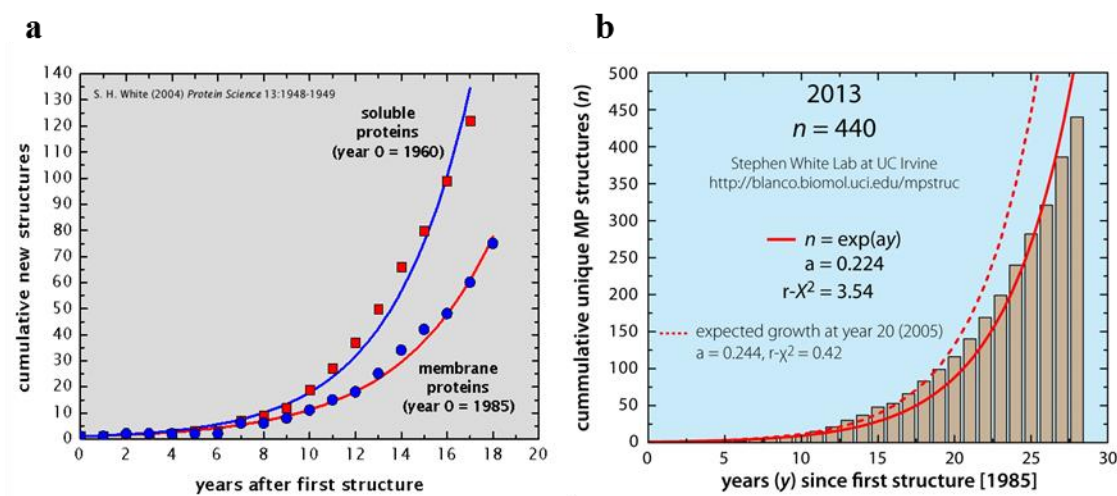 a
140
130
120
110
100
90
80
70
60
50
40
30
20
10
0
cumulative new structures
S. H. White (2004) Protein Science 13:1948-1949
soluble
proteins
(year 0 = 1960)
membrane
proteins
(year 0 = 1985)
0 2 4 6 8 10 12 14 16 18 20
years after first structure
b
500
450
400
350
300
250
200
150
100
50
0
cummulative unique MP structures (n)
2013
n = 440
Stephen White Lab at UC Irvine
http://blanco.biomol.uci.edu/mpstruc
n = exp(ay)
a = 0.224
r-X² = 3.54
expected growth at year 20 (2005)
a = 0.244, r-χ² = 0.42
0 5 10 15 20 25 30
years (y) since first structure [1985]